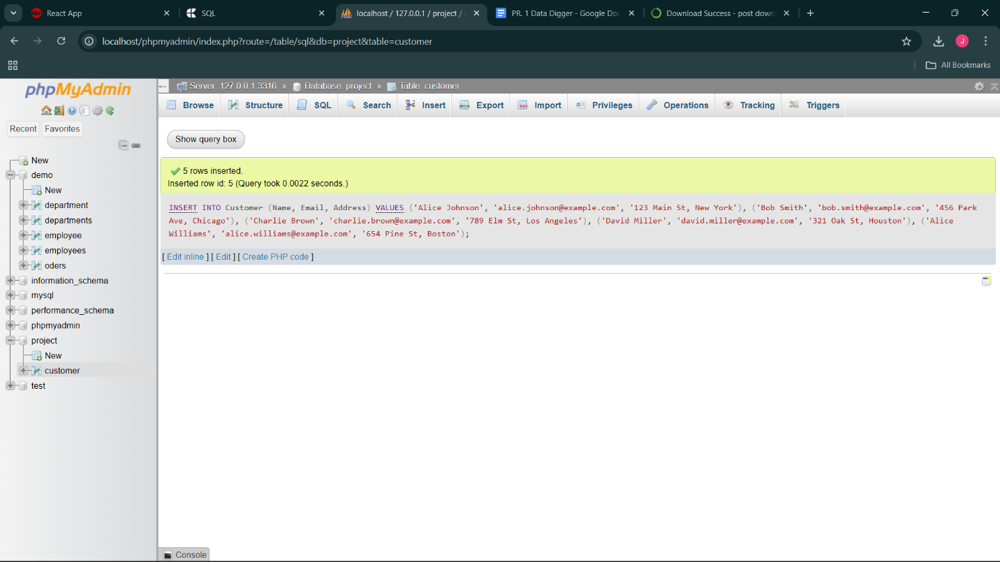 React App
SQL
localhost / 127.0.0.1 / project /
PR. 1 Data Digger - Google Doc
Download Success - post down
localhost/phpmyadmin/index.php?route=/table/sql&db=project&table=customer
J
All Bookmarks
phpMyAdmin
Recent
Favorites
New
demo
New
department
departments
employee
employees
oders
information_schema
mysql
performance_schema
phpmyadmin
project
New
customer
test
Server: 127.0.0.1:3316 » Database: project » Table: customer
Browse Structure SQL Search Insert Export Import Privileges Operations Tracking Triggers
Show query box
5 rows inserted.
Inserted row id: 5 (Query took 0.0022 seconds.)
INSERT INTO Customer (Name, Email, Address) VALUES ('Alice Johnson', 'alice.johnson@example.com', '123 Main St, New York'), ('Bob Smith', 'bob.smith@example.com', '456 Park
Ave, Chicago'), ('Charlie Brown', 'charlie.brown@example.com', '789 Elm St, Los Angeles'), ('David Miller', 'david.miller@example.com', '321 Oak St, Houston'), ('Alice
Williams', 'alice.williams@example.com', '654 Pine St, Boston');
[ Edit inline ] [ Edit ] [ Create PHP code ]
Console